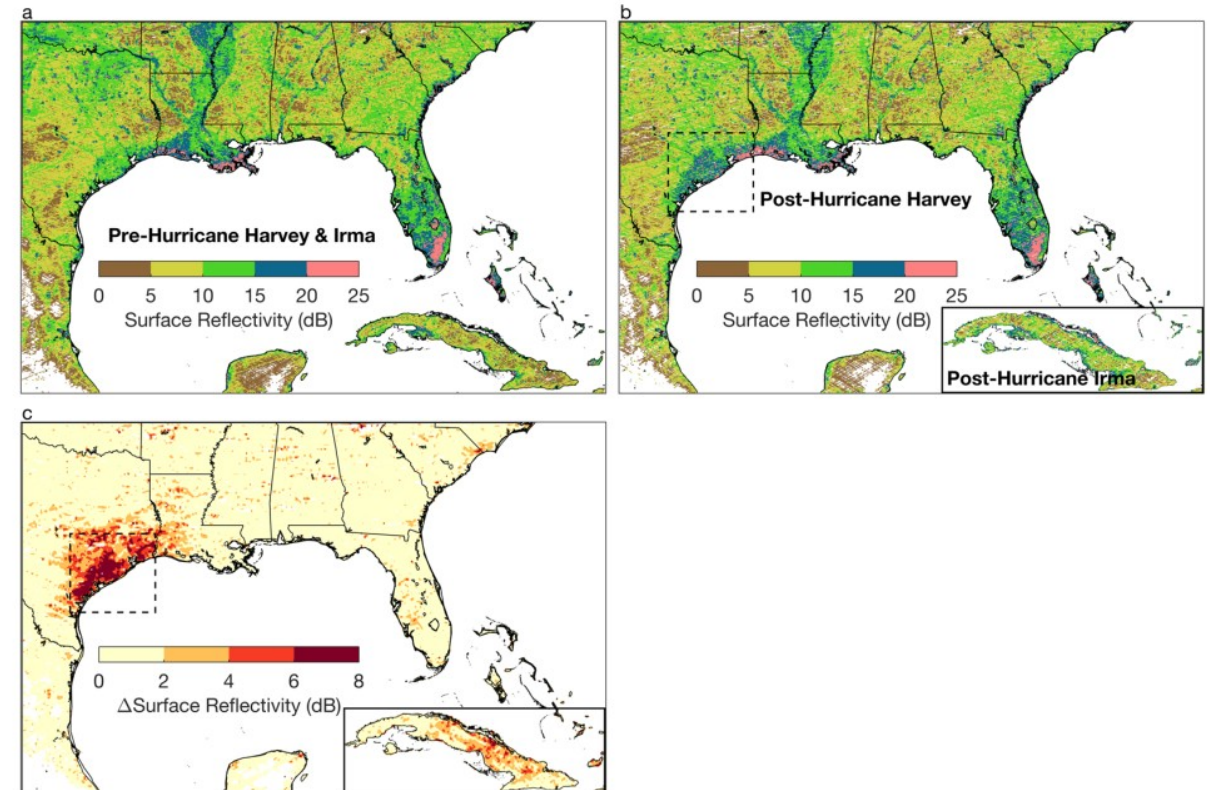 a
Pre-Hurricane Harvey & Irma
0 5 10 15 20 25
Surface Reflectivity (dB)
b
Post-Hurricane Harvey
0 5 10 15 20 25
Surface Reflectivity (dB)
Post-Hurricane Irma
c
0 2 4 6 8
ΔSurface Reflectivity (dB)